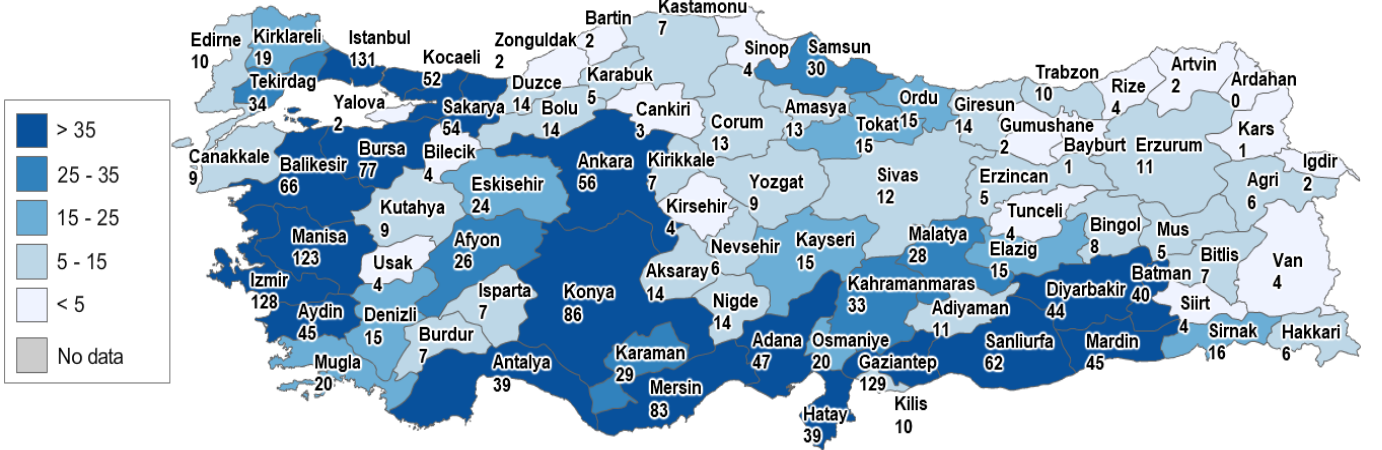 > 35
25 - 35
15 - 25
5 - 15
< 5
No data
Edirne
10
Kirklareli
19
Istanbul
131
Kocaeli
52
Zonguldak
2
Bartin
2
Kastamonu
7
Sinop
4
Samsun
30
Tekirdag
34
Yalova
2
Sakarya
54
Duzce
14
Bolu
14
Karabuk
5
Cankiri
3
Corum
13
Amasya
13
Tokat
15
Ordu
15
Giresun
14
Trabzon
10
Rize
4
Artvin
2
Ardahan
0
Gumushane
2
Bayburt
1
Erzurum
11
Kars
1
Igdir
2
Agri
6
Canakkale
9
Balikesir
66
Bursa
77
Bilecik
4
Eskisehir
24
Ankara
56
Kirikkale
7
Yozgat
9
Sivas
12
Erzincan
5
Kutahya
9
Kirsehir
4
Tunceli
4
Bingol
8
Mus
5
Bitlis
7
Van
4
Manisa
123
Usak
4
Afyon
26
Nevsehir
6
Kayseri
15
Malatya
28
Elazig
15
Izmir
128
Aydin
45
Denizli
15
Isparta
7
Konya
86
Aksaray
14
Nigde
14
Kahramanmaras
33
Adiyaman
11
Diyarbakir
44
Batman
40
Siirt
4
Sirnak
16
Hakkari
6
Mugla
20
Burdur
7
Antalya
39
Karaman
29
Mersin
83
Adana
47
Osmaniye
20
Gaziantep
129
Sanliurfa
62
Mardin
45
Kilis
10
Hatay
39